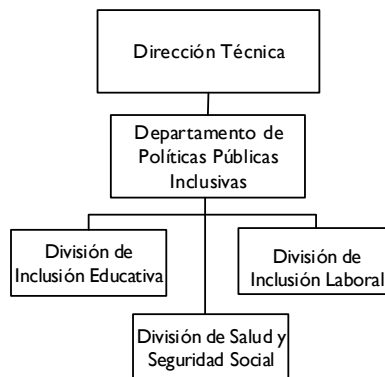 Dirección Técnica
Departamento de
Políticas Públicas
Inclusivas
División de
Inclusión Educativa
División de
Inclusión Laboral
División de Salud y
Seguridad Social